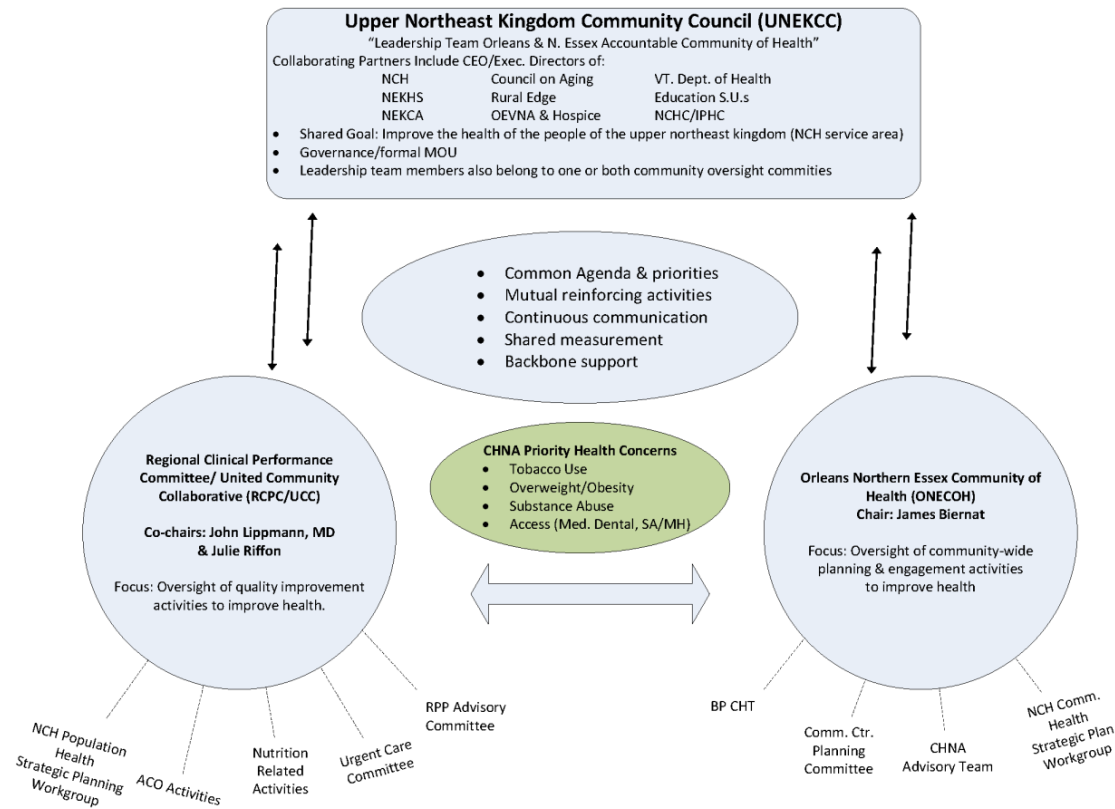 Upper Northeast Kingdom Community Council (UNEKCC)
“Leadership Team Orleans & N. Essex Accountable Community of Health”
Collaborating Partners Include CEO/Exec. Directors of:
NCH Council on Aging VT. Dept. of Health
NEKHS Rural Edge Education S.U.s
NEKCA OEVNA & Hospice NCHC/IPHC
• Shared Goal: Improve the health of the people of the upper northeast kingdom (NCH service area)
• Governance/formal MOU
• Leadership team members also belong to one or both community oversight commities
• Common Agenda & priorities
• Mutual reinforcing activities
• Continuous communication
• Shared measurement
• Backbone support
CHNA Priority Health Concerns
• Tobacco Use
• Overweight/Obesity
• Substance Abuse
• Access (Med. Dental, SA/MH)
Regional Clinical Performance
Committee/ United Community
Collaborative (RCPC/UCC)
Co-chairs: John Lippmann, MD
& Julie Riffon
Focus: Oversight of quality improvement
activities to improve health.
Orleans Northern Essex Community of
Health (ONECOH)
Chair: James Biernat
Focus: Oversight of community-wide
planning & engagement activities
to improve health
NCH Population
Health
Strategic Planning
Workgroup
ACO Activities
Nutrition
Related
Activities
Urgent Care
Committee
RPP Advisory
Committee
BP CHT
Comm. Ctr.
Planning
Committee
CHNA
Advisory Team
NCH Comm.
Health
Strategic Plan
Workgroup